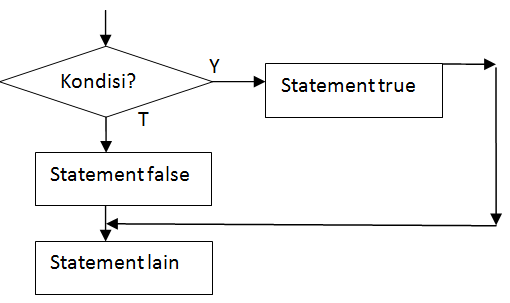 Kondisi?
Y
Statement true
T
Statement false
Statement lain